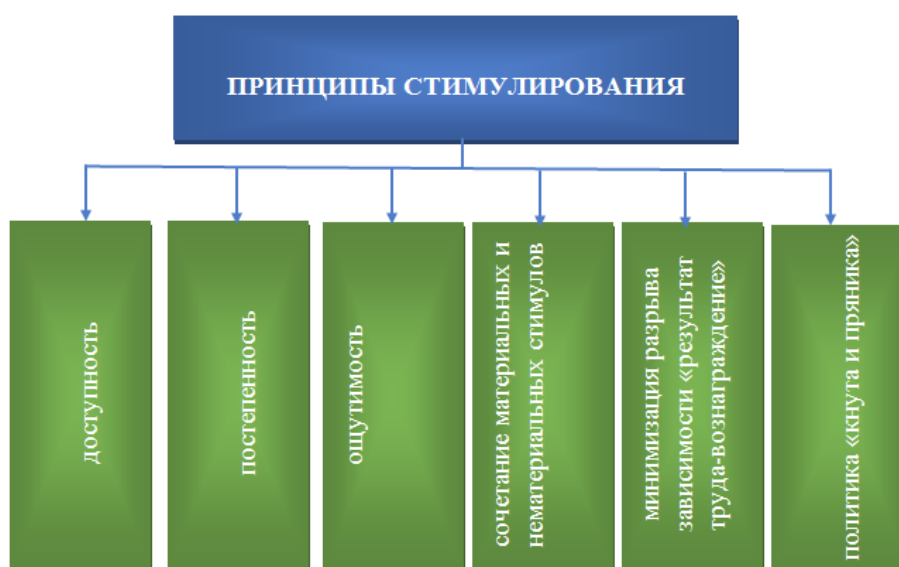 ПРИНЦИПЫ СТИМУЛИРОВАНИЯ
доступность
постепенность
ощутимость
сочетание материальных и
нематериальных стимулов
минимизация разрыва
зависимости «результат
труда-вознаграждение»
политика «кнута и пряника»